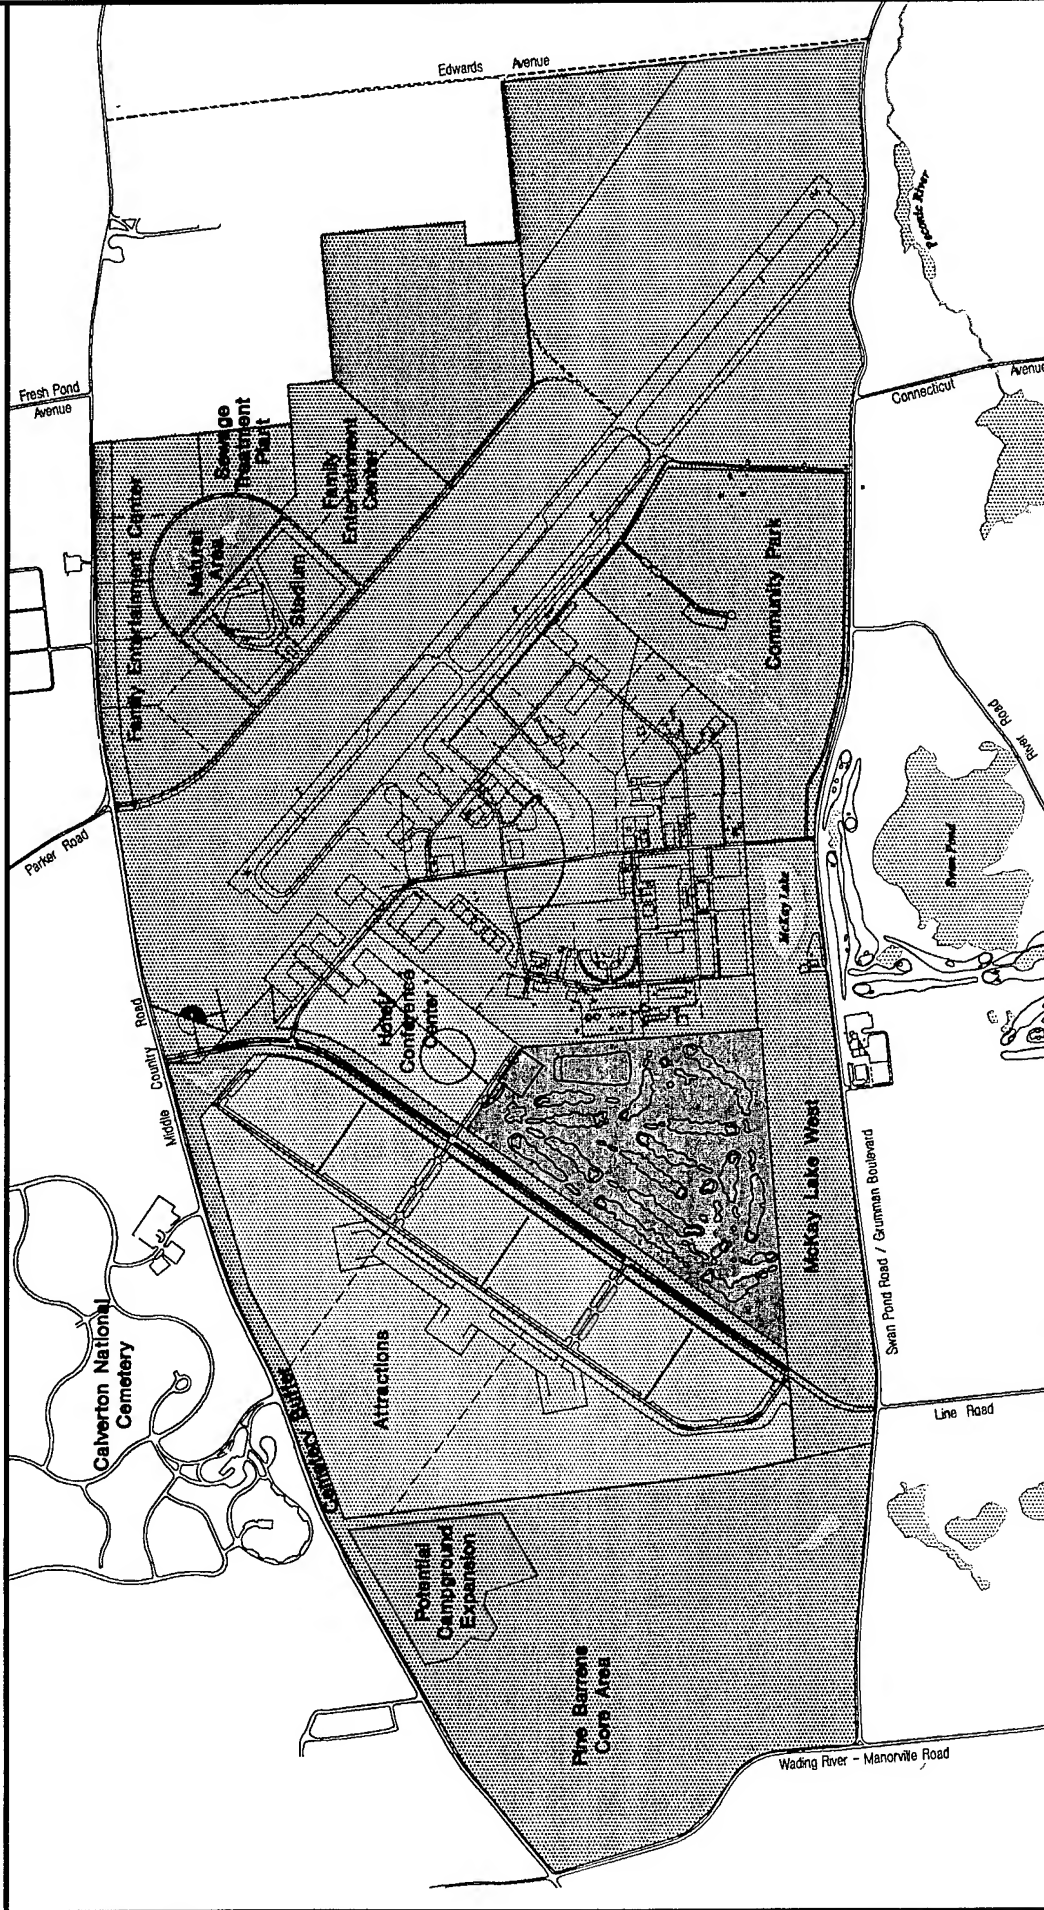 Edwards Avenue
Fresh Pond
Avenue
Peconic River
Connecticut Avenue
Sewage
Treatment
Plant
Family
Entertainment
Center
Family Entertainment Center
Natural
Area
Stadium
Community Park
River Road
Parker Road
Swan Pond
McKay Lake
Middle Country Road
Hotel/
Conference
Center
McKay Lake West
Swan Pond Road / Grumman Boulevard
Calverton National
Cemetery
Cemetery Buffer
Attractions
Line Road
Potential
Campground
Expansion
Pine Barrens
Core Area
Wading River - Manorville Road